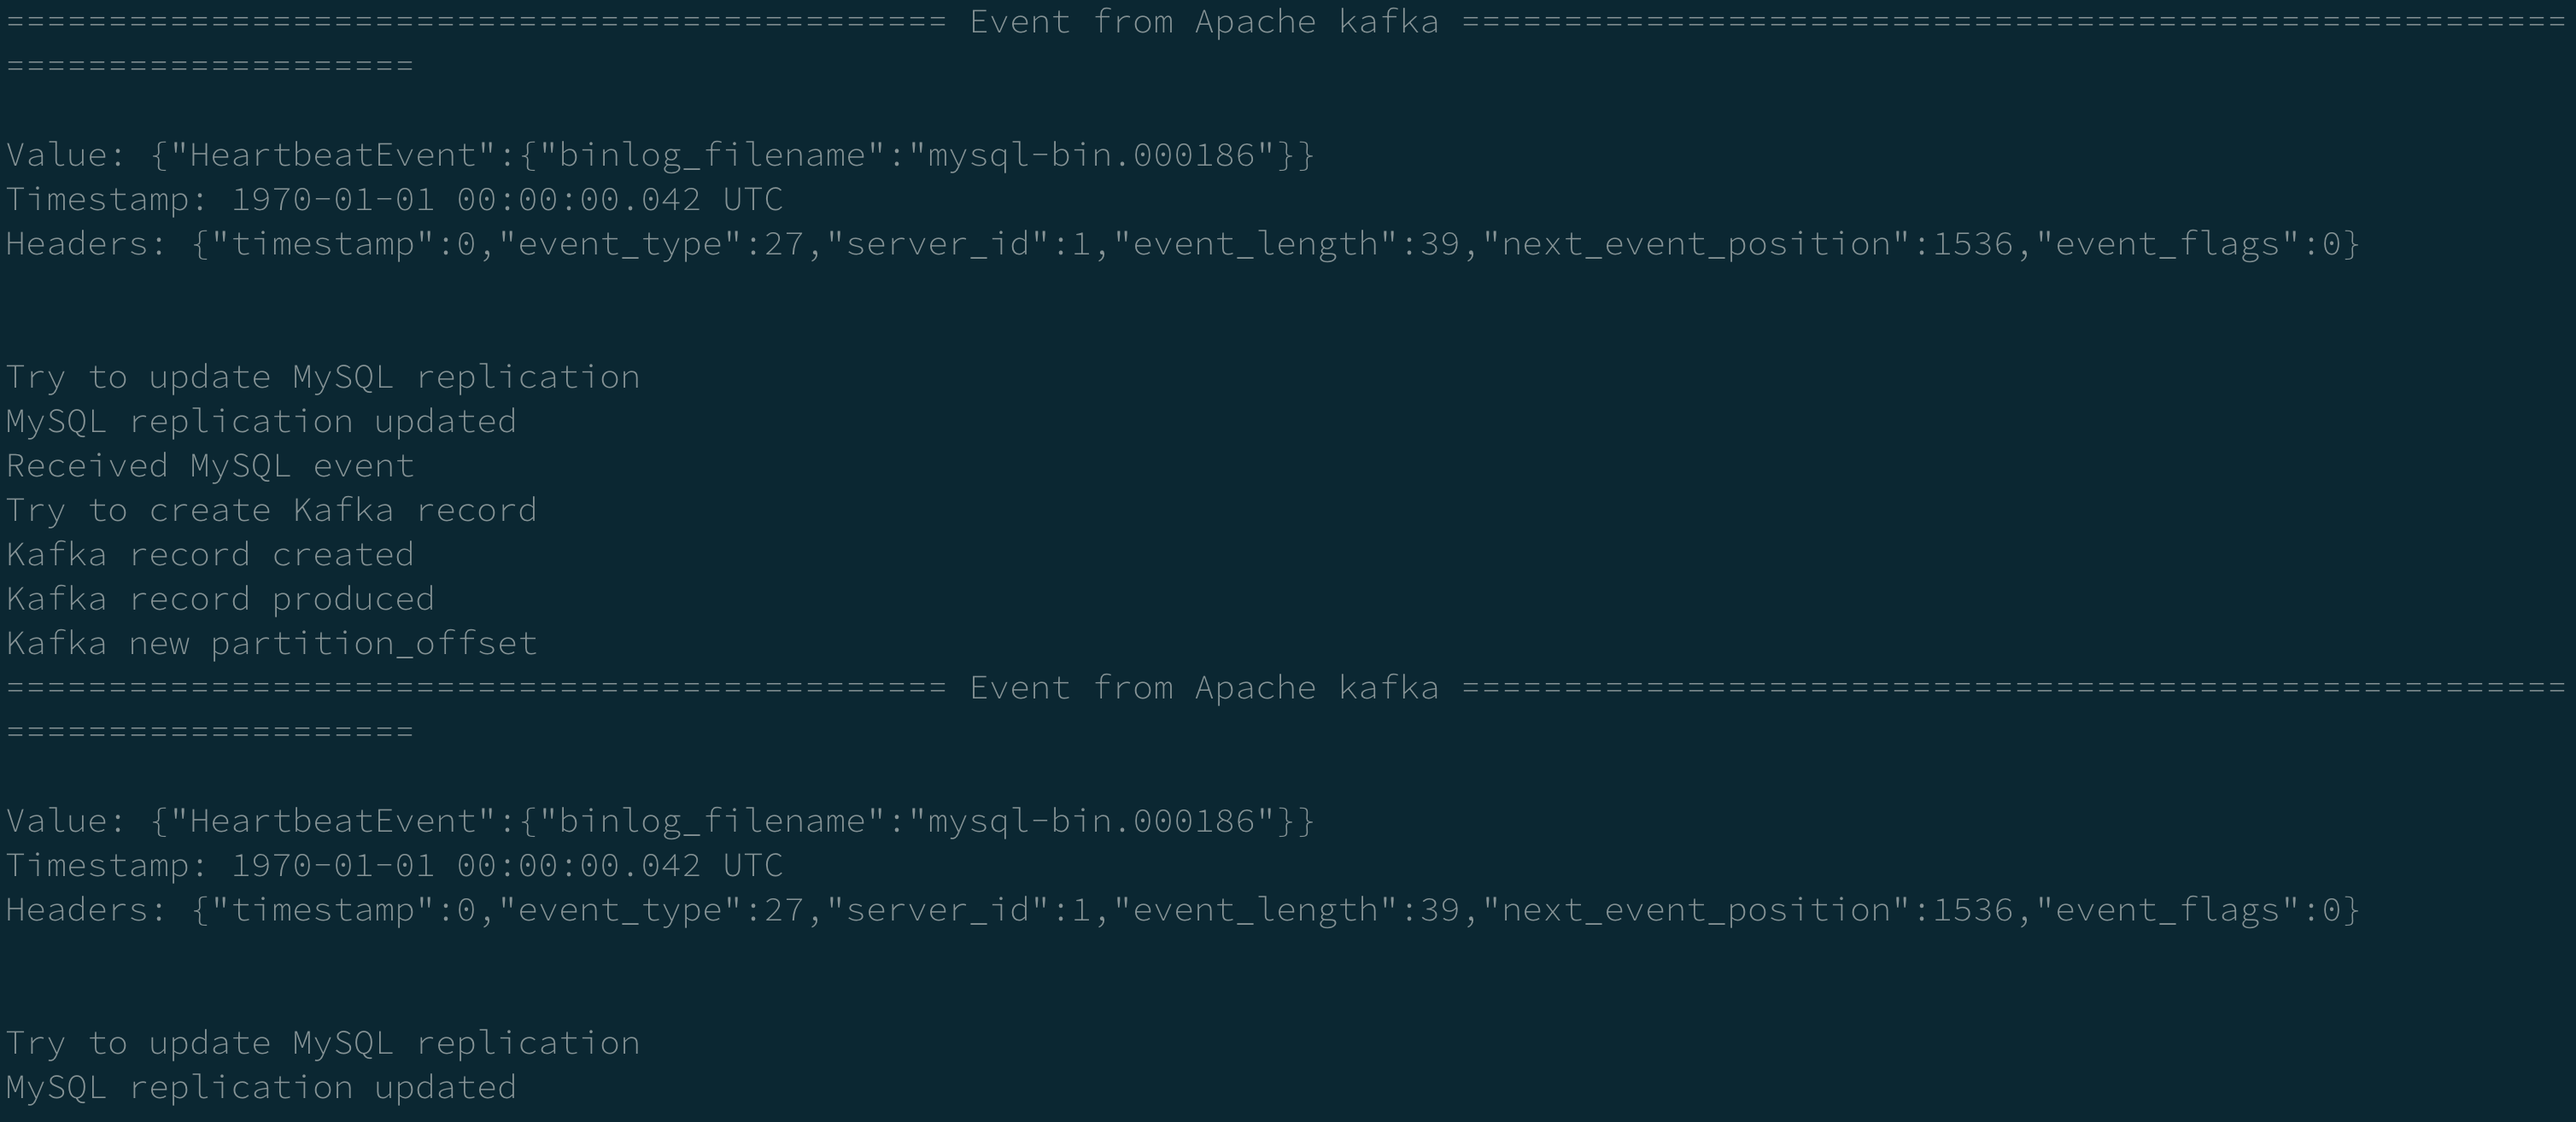 ============================================== Event from Apache kafka ======================================================
====================
Value: {"HeartbeatEvent":{"binlog_filename":"mysql-bin.000186"}}
Timestamp: 1970-01-01 00:00:00.042 UTC
Headers: {"timestamp":0,"event_type":27,"server_id":1,"event_length":39,"next_event_position":1536,"event_flags":0}
Try to update MySQL replication
MySQL replication updated
Received MySQL event
Try to create Kafka record
Kafka record created
Kafka record produced
Kafka new partition_offset
============================================== Event from Apache kafka ======================================================
====================
Value: {"HeartbeatEvent":{"binlog_filename":"mysql-bin.000186"}}
Timestamp: 1970-01-01 00:00:00.042 UTC
Headers: {"timestamp":0,"event_type":27,"server_id":1,"event_length":39,"next_event_position":1536,"event_flags":0}
Try to update MySQL replication
MySQL replication updated